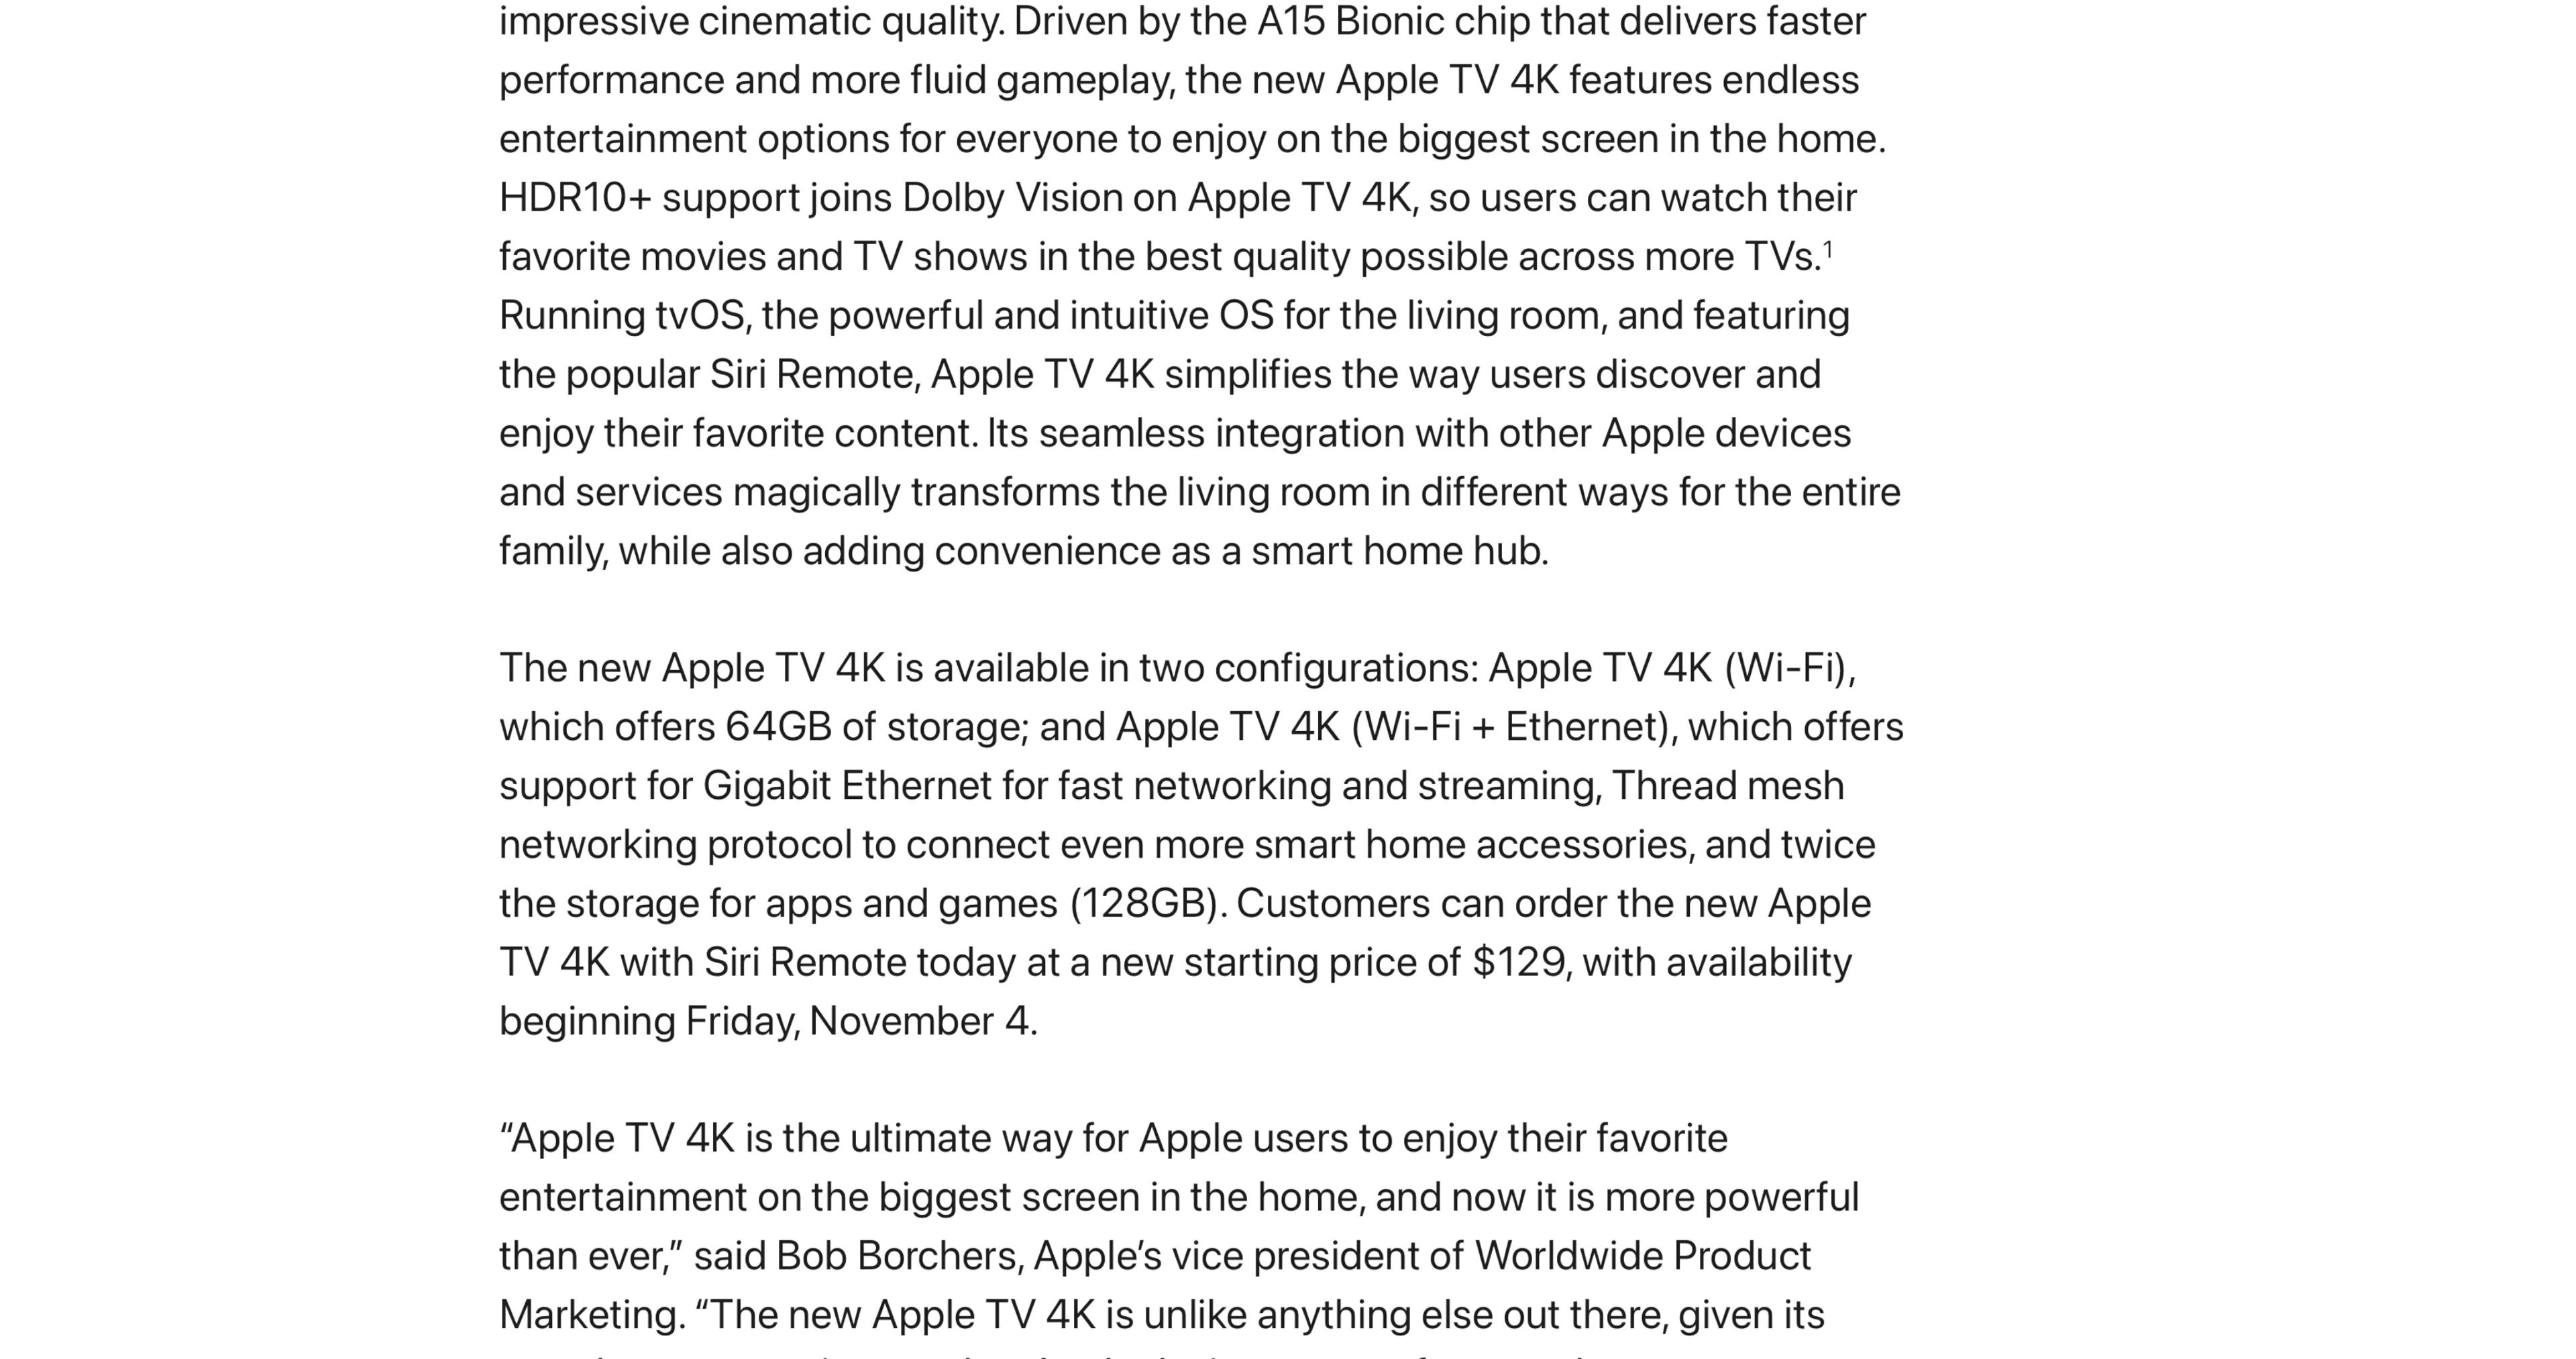 impressive cinematic quality. Driven by the A15 Bionic chip that delivers faster
performance and more fluid gameplay, the new Apple TV 4K features endless
entertainment options for everyone to enjoy on the biggest screen in the home.
HDR10+ support joins Dolby Vision on Apple TV 4K, so users can watch their
favorite movies and TV shows in the best quality possible across more TVs.¹
Running tvOS, the powerful and intuitive OS for the living room, and featuring
the popular Siri Remote, Apple TV 4K simplifies the way users discover and
enjoy their favorite content. Its seamless integration with other Apple devices
and services magically transforms the living room in different ways for the entire
family, while also adding convenience as a smart home hub.
The new Apple TV 4K is available in two configurations: Apple TV 4K (Wi-Fi),
which offers 64GB of storage; and Apple TV 4K (Wi-Fi + Ethernet), which offers
support for Gigabit Ethernet for fast networking and streaming, Thread mesh
networking protocol to connect even more smart home accessories, and twice
the storage for apps and games (128GB). Customers can order the new Apple
TV 4K with Siri Remote today at a new starting price of $129, with availability
beginning Friday, November 4.
“Apple TV 4K is the ultimate way for Apple users to enjoy their favorite
entertainment on the biggest screen in the home, and now it is more powerful
than ever,” said Bob Borchers, Apple’s vice president of Worldwide Product
Marketing. “The new Apple TV 4K is unlike anything else out there, given its